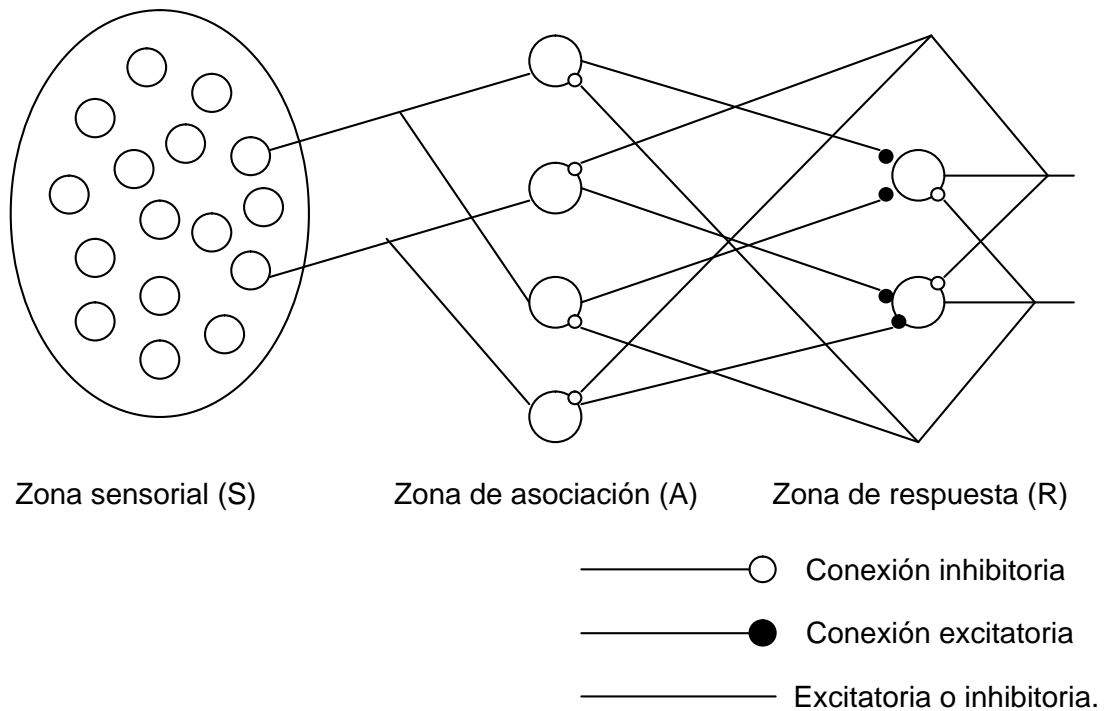 Zona sensorial (S)
Zona de asociación (A)
Zona de respuesta (R)
Conexión inhibitoria
Conexión excitatoria
Excitatoria o inhibitoria.